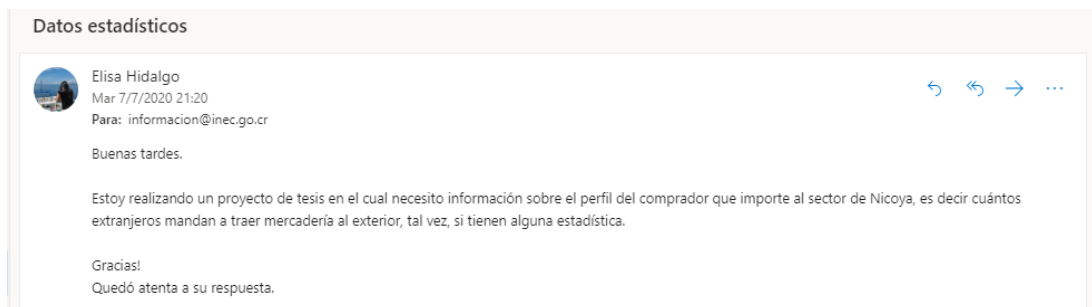 Datos estadísticos
Elisa Hidalgo
Mar 7/7/2020 21:20
Para: informacion@inec.go.cr
Buenas tardes.
Estoy realizando un proyecto de tesis en el cual necesito información sobre el perfil del comprador que importe al sector de Nicoya, es decir cuántos
extranjeros mandan a traer mercadería al exterior, tal vez, si tienen alguna estadística.
Gracias!
Quedó atenta a su respuesta.